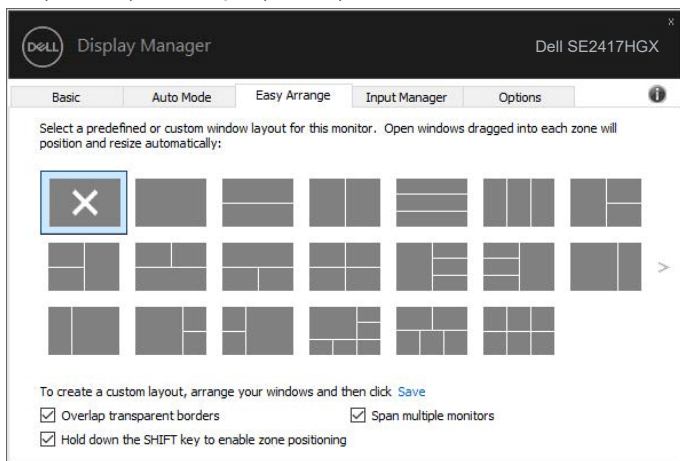 x
DELL Display Manager Dell SE2417HGX
Basic Auto Mode Easy Arrange Input Manager Options
Select a predefined or custom window layout for this monitor. Open windows dragged into each zone will
position and resize automatically:
>
To create a custom layout, arrange your windows and then click Save
Overlap transparent borders Span multiple monitors
Hold down the SHIFT key to enable zone positioning